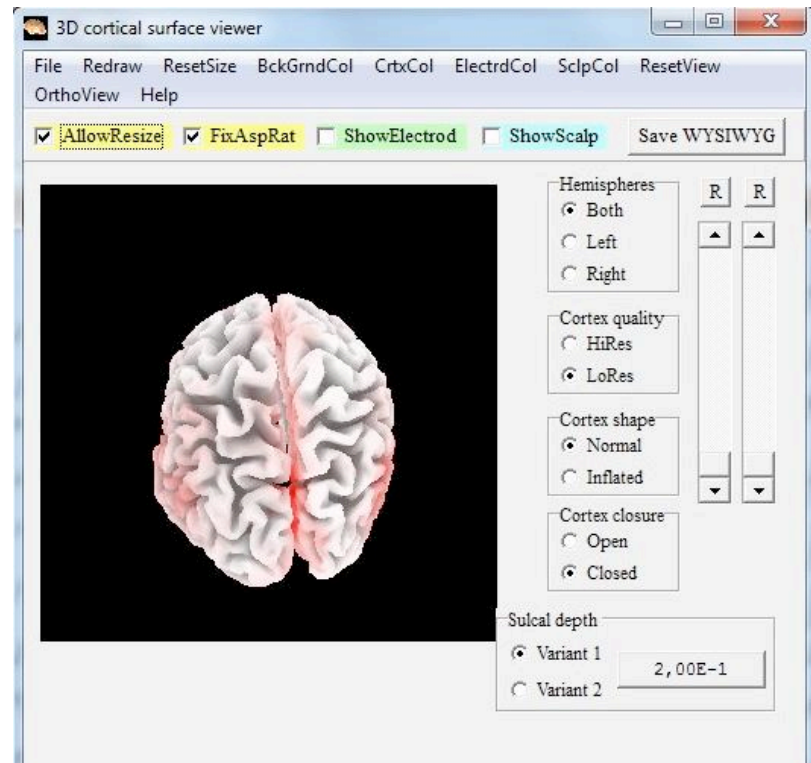 3D cortical surface viewer
File Redraw ResetSize BckGrndCol CrtxCol ElectrdCol SclpCol ResetView
OrthoView Help
AllowResize FixAspRat ShowElectrod ShowScalp Save WYSIWYG
Hemispheres
Both
Left
Right
R R
Cortex quality
HiRes
LoRes
Cortex shape
Normal
Inflated
Cortex closure
Open
Closed
Sulcal depth
Variant 1
Variant 2
2,00E-1